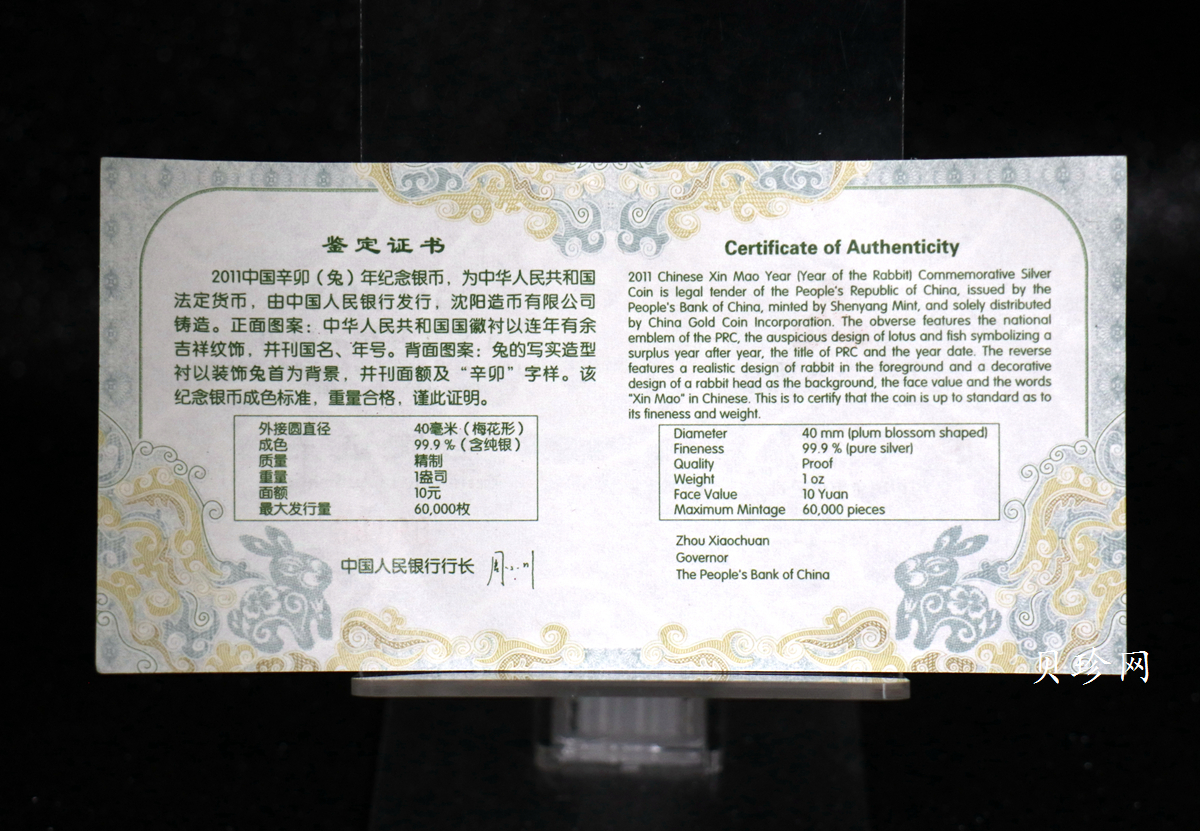 鉴定证书
2011中国辛卯（兔）年纪念银币，为中华人民共和国
法定货币，由中国人民银行发行，沈阳造币有限公司
铸造。正面图案：中华人民共和国国徽衬以连年有余
吉祥纹饰，并刊国名、年号。背面图案：兔的写实造型
衬以装饰兔首为背景，并刊面额及“辛卯”字样。该
纪念银币成色标准，重量合格，谨此证明。
外接圆直径 40毫米（梅花形）
成色 99.9％（含纯银）
质量 精制
重量 1盎司
面额 10元
最大发行量 60,000枚
中国人民银行行长
Certificate of Authenticity
2011 Chinese Xin Mao Year (Year of the Rabbit) Commemorative Silver
Coin is legal tender of the People's Republic of China, issued by the
People's Bank of China, minted by Shenyang Mint, and solely distributed
by China Gold Coin Incorporation. The obverse features the national
emblem of the PRC, the auspicious design of lotus and fish symbolizing a
surplus year after year, the title of PRC and the year date. The reverse
features a realistic design of rabbit in the foreground and a decorative
design of a rabbit head as the background, the face value and the words
"Xin Mao" in Chinese. This is to certify that the coin is up to standard as to
its fineness and weight.
Diameter 40 mm (plum blossom shaped)
Fineness 99.9 % (pure silver)
Quality Proof
Weight 1 oz
Face Value 10 Yuan
Maximum Mintage 60,000 pieces
Zhou Xiaochuan
Governor
The People's Bank of China
贝珍网